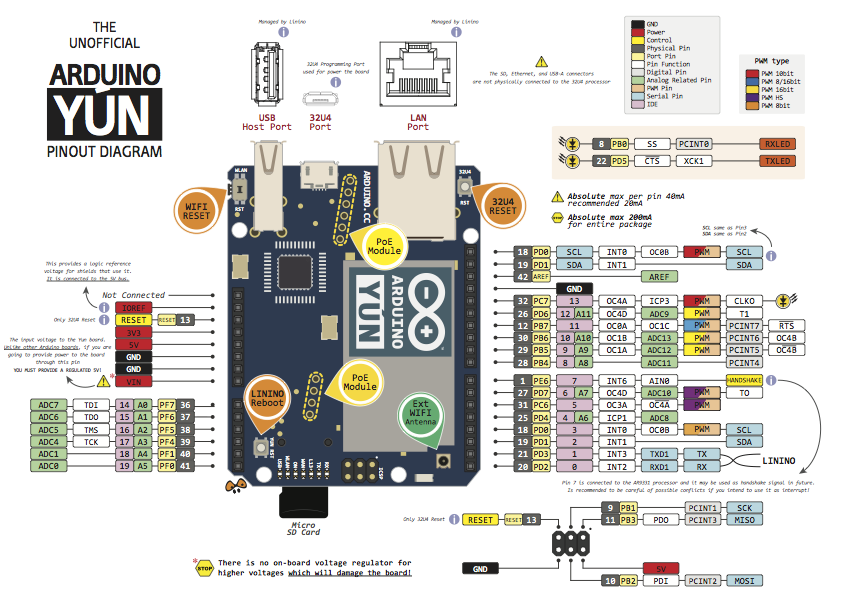 THE
UNOFFICIAL
ARDUINO
YÚN
PINOUT DIAGRAM
Managed by Linino
Managed by Linino
32U4 Programming Port
used for power the board
USB
Host Port
32U4
Port
LAN
Port
The SD, Ethernet, and USB-A connectors
are not physically connected to the 32U4 processor
GND
Power
Control
Physical Pin
Port Pin
Pin Function
Digital Pin
Analog Related Pin
PWM Pin
Serial Pin
IDE
PWM type
PWM 10bit
PWM 8/16bit
PWM 16bit
PWM HS
PWM 8bit
8 PB0 SS PCINT0 RXLED
22 PD5 CTS XCK1 TXLED
Absolute max per pin 40mA
recommended 20mA
STOP
Absolute max 200mA
for entire package
SCL same as Pin3
SDA same as Pin2
WIFI
RESET
WLAN
RST
32U4
RST
32U4
RESET
ARDUINO.CC
PoE
Module
ARDUINO
YÚN
PoE
Module
LININO
Reboot
Ext
WIFI
Antenna
ICSP
Micro
SD Card
This provides a logic reference
voltage for shields that use it.
It is connected to the 5V bus.
Only 32U4 Reset
The input voltage to the Yun board.
Unlike other Arduino boards, if you are
going to provide power to the board
through this pin
YOU MUST PROVIDE A REGULATED 5V!
Not Connected
IOREF
RESET RESET 13
3V3
5V
GND
GND
* VIN
ADC7 TDI 14 A0 PF7 36
ADC6 TDO 15 A1 PF6 37
ADC5 TMS 16 A2 PF5 38
ADC4 TCK 17 A3 PF4 39
ADC1 18 A4 PF1 40
ADC0 19 A5 PF0 41
18 PD0 SCL INT0 OC0B PWM SCL
19 PD1 SDA INT1 SDA
42 AREF AREF
GND
32 PC7 13 OC4A ICP3 PWM CLKO
26 PD6 12 A11 OC4D ADC9 PWM T1
12 PB7 11 OC0A OC1C PWM PCINT7 RTS
30 PB6 10 A10 OC1B ADC13 PWM PCINT6 OC4B
29 PB5 9 A9 OC1A ADC12 PWM PCINT5 OC4B
28 PB4 8 A8 ADC11 PCINT4
1 PE6 7 INT6 AIN0 HANDSHAKE
27 PD7 6 A7 OC4D ADC10 PWM TO
31 PC6 5 OC3A OC4A PWM
25 PD4 4 A6 ICP1 ADC8
18 PD0 3 INT0 OC0B PWM SCL
19 PD1 2 INT1 SDA
21 PD3 1 INT3 TXD1 TX
20 PD2 0 INT2 RXD1 RX
LININO
Pin 7 is connected to the AR9331 processor and it may be used as handshake signal in future.
Is recommended to be careful of possible conflicts if you intend to use it as interrupt!
9 PB1 PCINT1 SCK
Only 32U4 Reset RESET RESET 13 11 PB3 PDO PCINT3 MISO
GND 5V
10 PB2 PDI PCINT2 MOSI
* STOP
There is no on-board voltage regulator for
higher voltages which will damage the board!